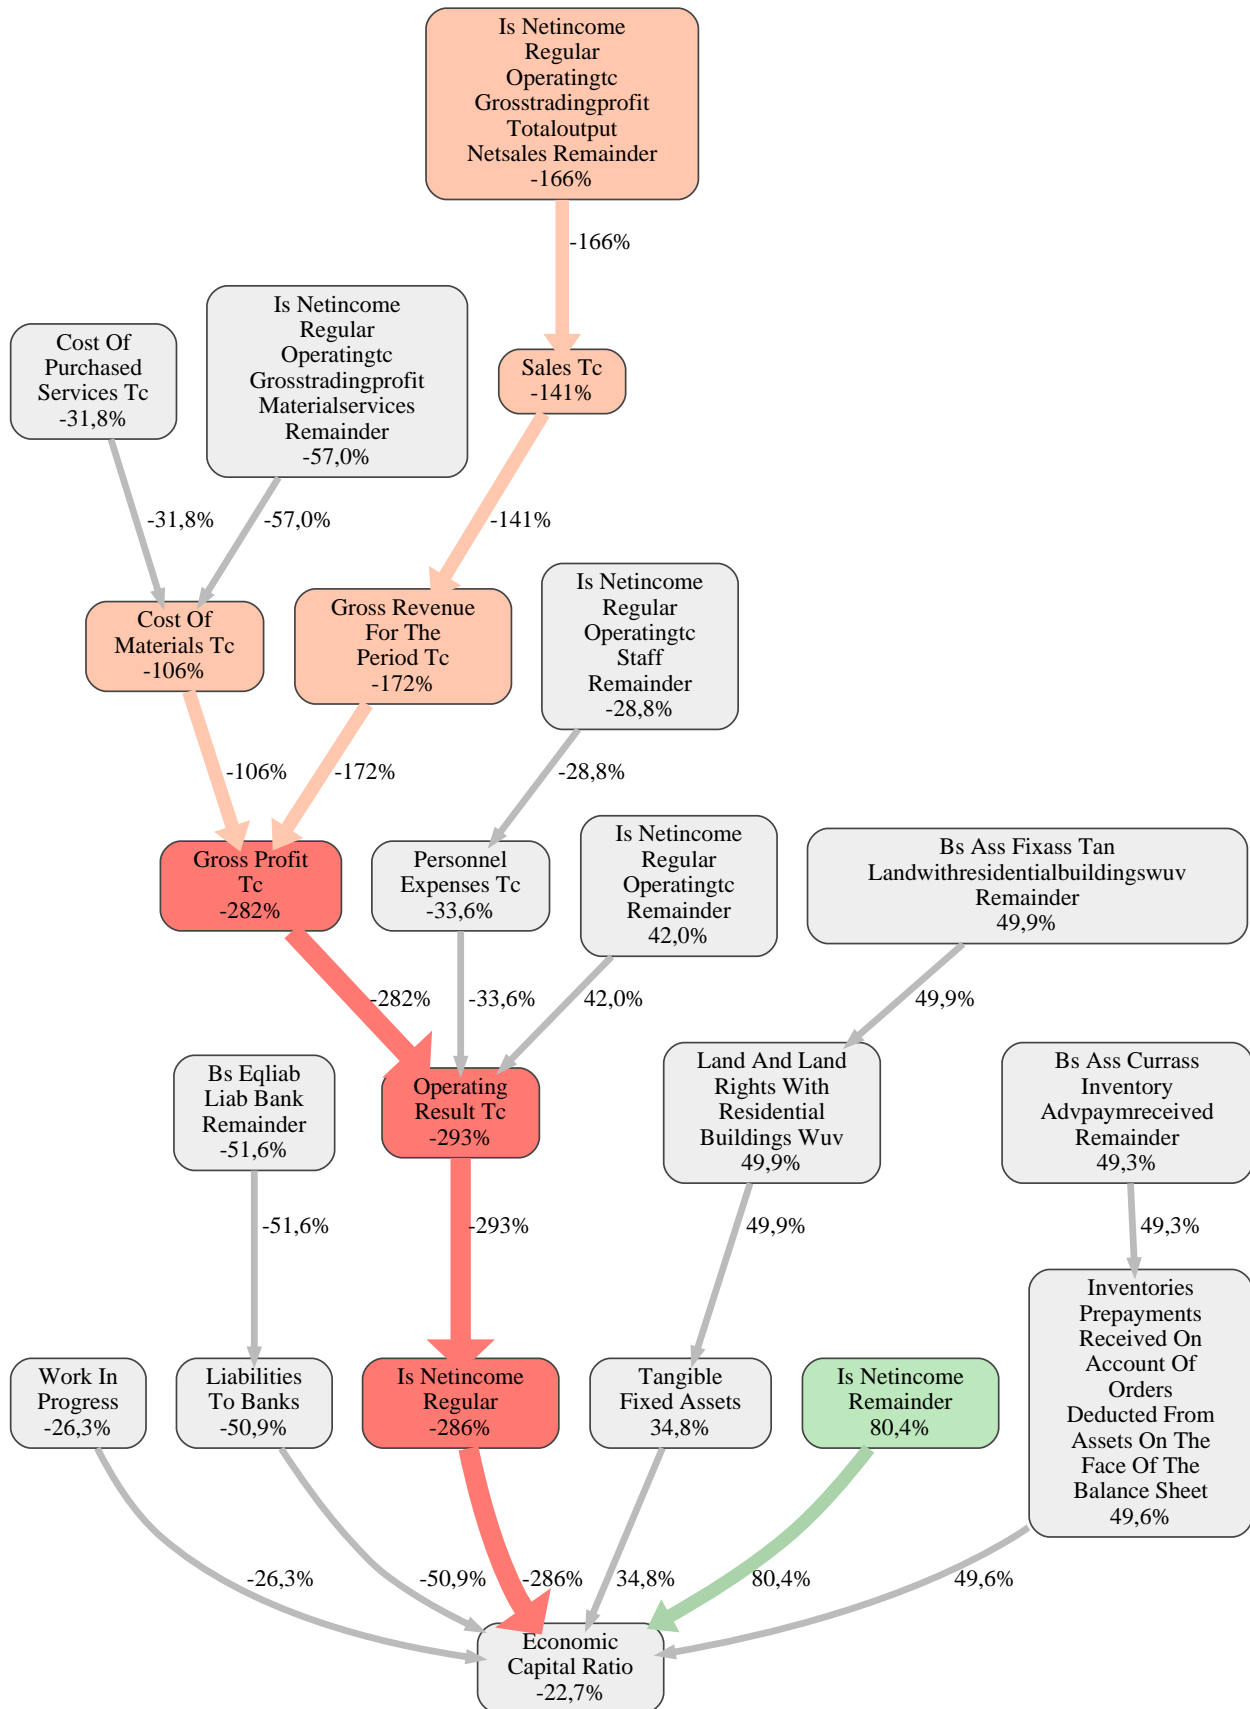 Is Netincome
Regular
Operatingtc
Grosstradingprofit
Totaloutput
Netsales Remainder
-166%
-166%
Cost Of
Purchased
Services Tc
-31,8%
Is Netincome
Regular
Operatingtc
Grosstradingprofit
Materialservices
Remainder
-57,0%
Sales Tc
-141%
-31,8%
-57,0%
-141%
Cost Of
Materials Tc
-106%
Gross Revenue
For The
Period Tc
-172%
Is Netincome
Regular
Operatingtc
Staff
Remainder
-28,8%
-106%
-172%
-28,8%
Gross Profit
Tc
-282%
Personnel
Expenses Tc
-33,6%
Is Netincome
Regular
Operatingtc
Remainder
42,0%
Bs Ass Fixass Tan
Landwithresidentialbuildingswuv
Remainder
49,9%
-282%
-33,6%
42,0%
49,9%
Bs Eqliab
Liab Bank
Remainder
-51,6%
Operating
Result Tc
-293%
Land And Land
Rights With
Residential
Buildings Wuv
49,9%
Bs Ass Currass
Inventory
Advpaymreceived
Remainder
49,3%
-51,6%
-293%
49,9%
49,3%
Work In
Progress
-26,3%
Liabilities
To Banks
-50,9%
Is Netincome
Regular
-286%
Tangible
Fixed Assets
34,8%
Is Netincome
Remainder
80,4%
Inventories
Prepayments
Received On
Account Of
Orders
Deducted From
Assets On The
Face Of The
Balance Sheet
49,6%
-26,3%
-50,9%
-286%
34,8%
80,4%
49,6%
Economic
Capital Ratio
-22,7%